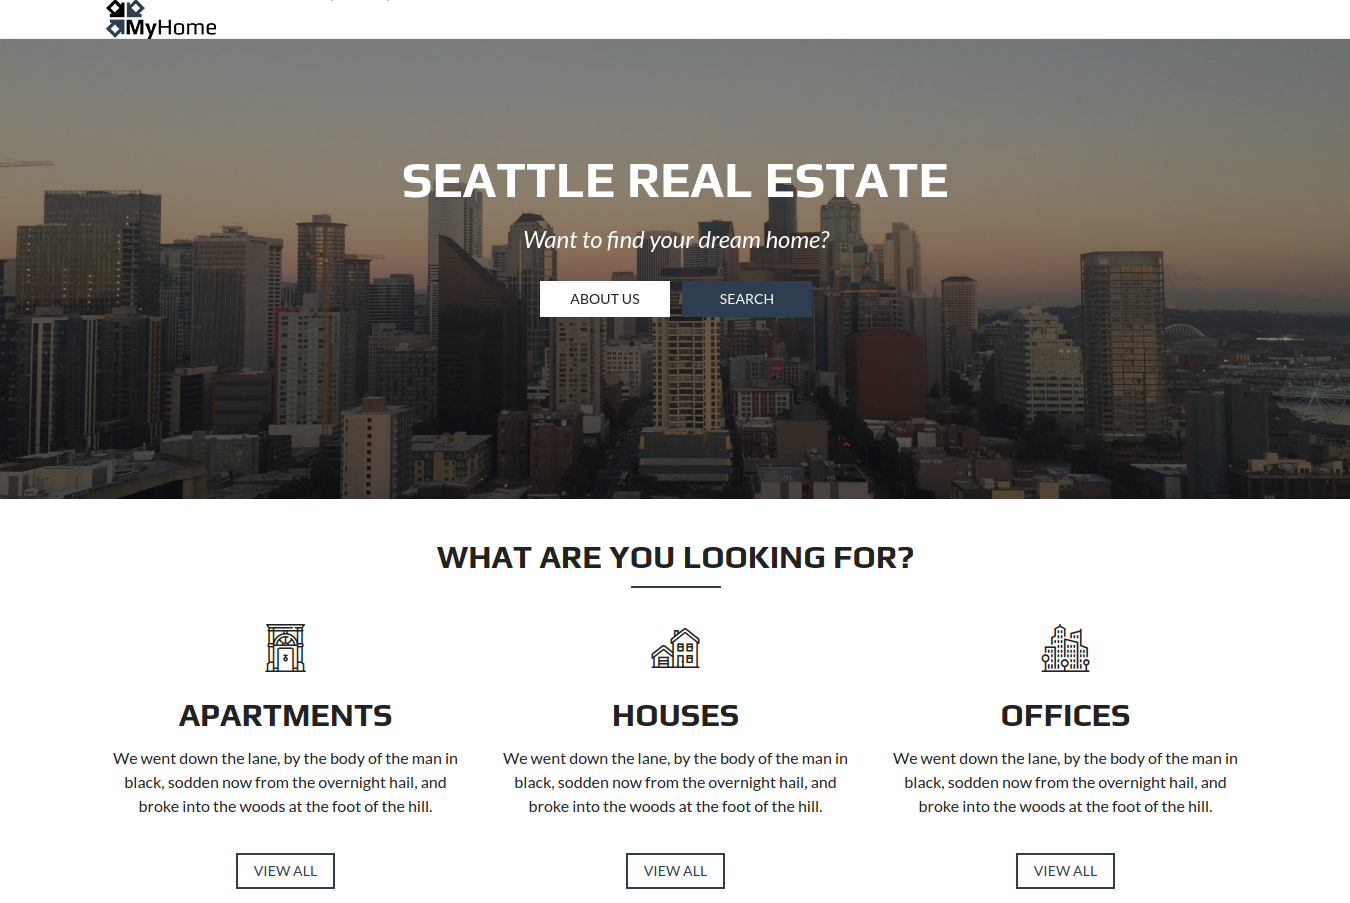 MyHome
SEATTLE REAL ESTATE
Want to find your dream home?
ABOUT US
SEARCH
WHAT ARE YOU LOOKING FOR?
APARTMENTS
We went down the lane, by the body of the man in
black, sodden now from the overnight hail, and
broke into the woods at the foot of the hill.
VIEW ALL
HOUSES
We went down the lane, by the body of the man in
black, sodden now from the overnight hail, and
broke into the woods at the foot of the hill.
VIEW ALL
OFFICES
We went down the lane, by the body of the man in
black, sodden now from the overnight hail, and
broke into the woods at the foot of the hill.
VIEW ALL